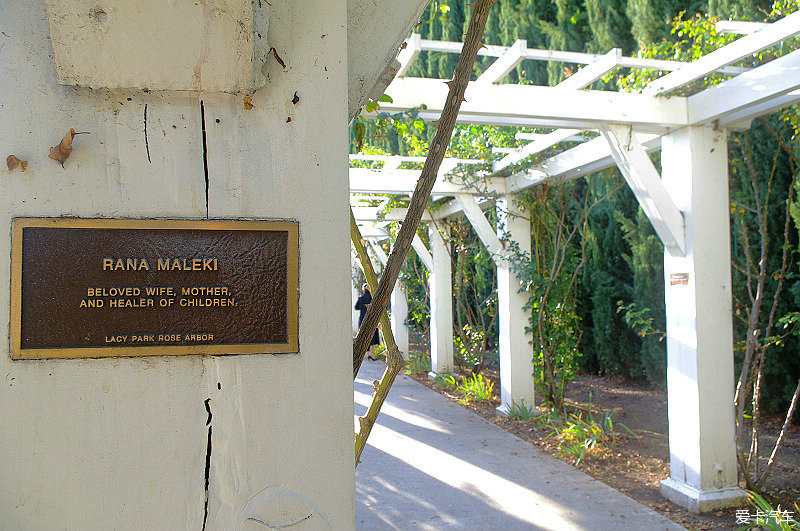 RANA MALEKI
BELOVED WIFE, MOTHER,
AND HEALER OF CHILDREN.
LACY PARK ROSE ARBOR
爱卡汽车